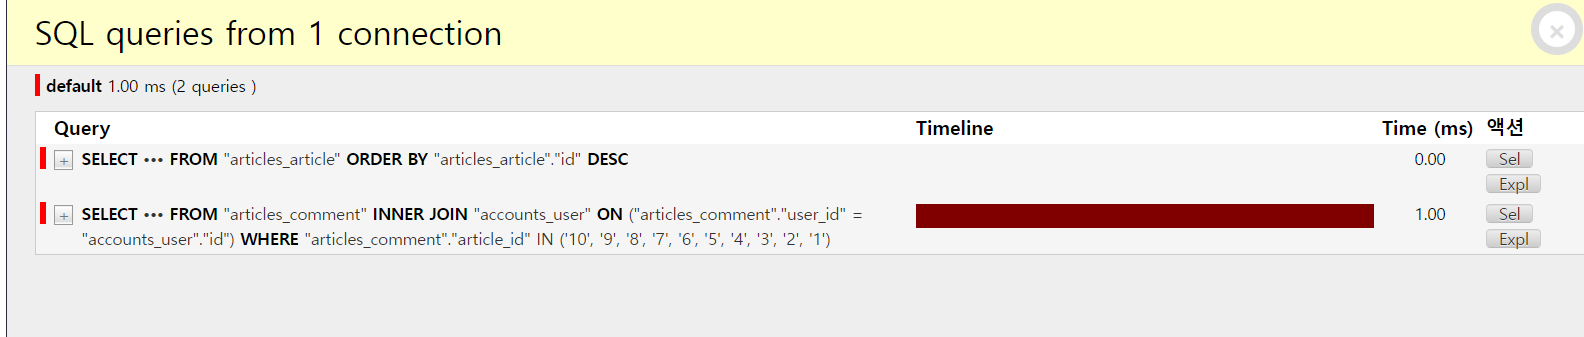 SQL queries from 1 connection
×
default 1.00 ms (2 queries )
Query Timeline Time (ms) 액션
+ SELECT ••• FROM "articles_article" ORDER BY "articles_article"."id" DESC 0.00 Sel
Expl
+ SELECT ••• FROM "articles_comment" INNER JOIN "accounts_user" ON ("articles_comment"."user_id" = 1.00 Sel
"accounts_user"."id") WHERE "articles_comment"."article_id" IN ('10', '9', '8', '7', '6', '5', '4', '3', '2', '1') Expl